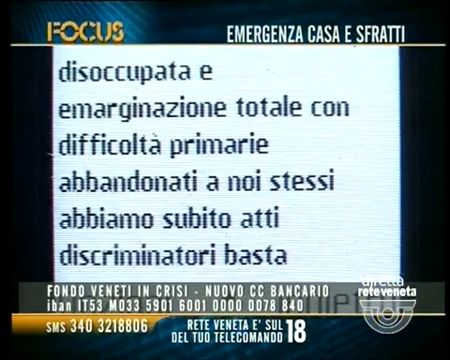 FOCUS
EMERGENZA CASA E SFRATTI
disoccupata e
emarginazione totale con
difficoltà primarie
abbandonati a noi stessi
abbiamo subito atti
discriminatori basta
FONDO VENETI IN CRISI - NUOVO CC BANCARIO
iban IT53 M033 5901 6001 0000 0078 840
diretta
reteveneta
SMS 340 3218806
RETE VENETA E' SUL
DEL TUO TELECOMANDO 18